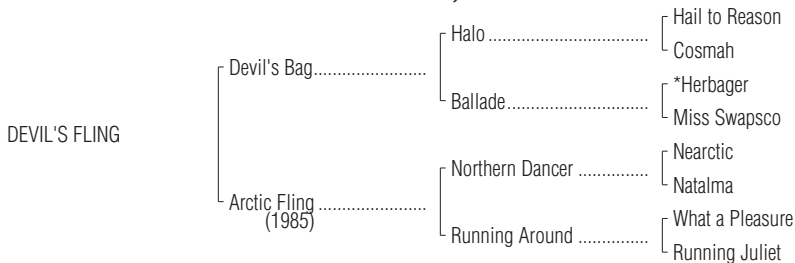 Hail to Reason
Halo ..................................
Cosmah
Devil's Bag........................
*Herbager
Ballade..............................
Miss Swapsco
DEVIL'S FLING
Nearctic
Northern Dancer ...............
Natalma
Arctic Fling .......................
(1985)
What a Pleasure
Running Around ...............
Running Juliet